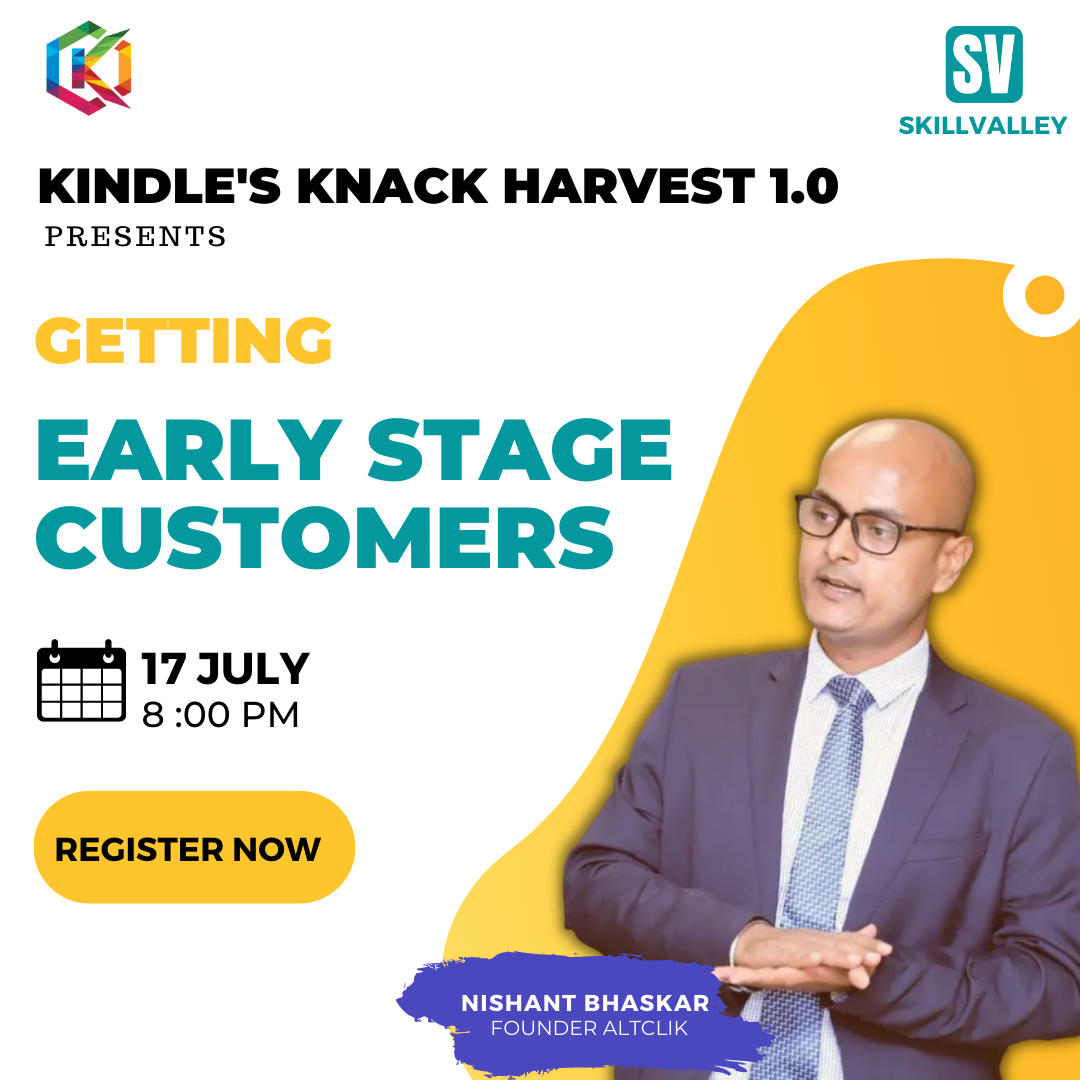 SV
SKILLVALLEY
KINDLE'S KNACK HARVEST 1.0
PRESENTS
GETTING
EARLY STAGE
CUSTOMERS
17 JULY
8 :00 PM
REGISTER NOW
NISHANT BHASKAR
FOUNDER ALTCLIK